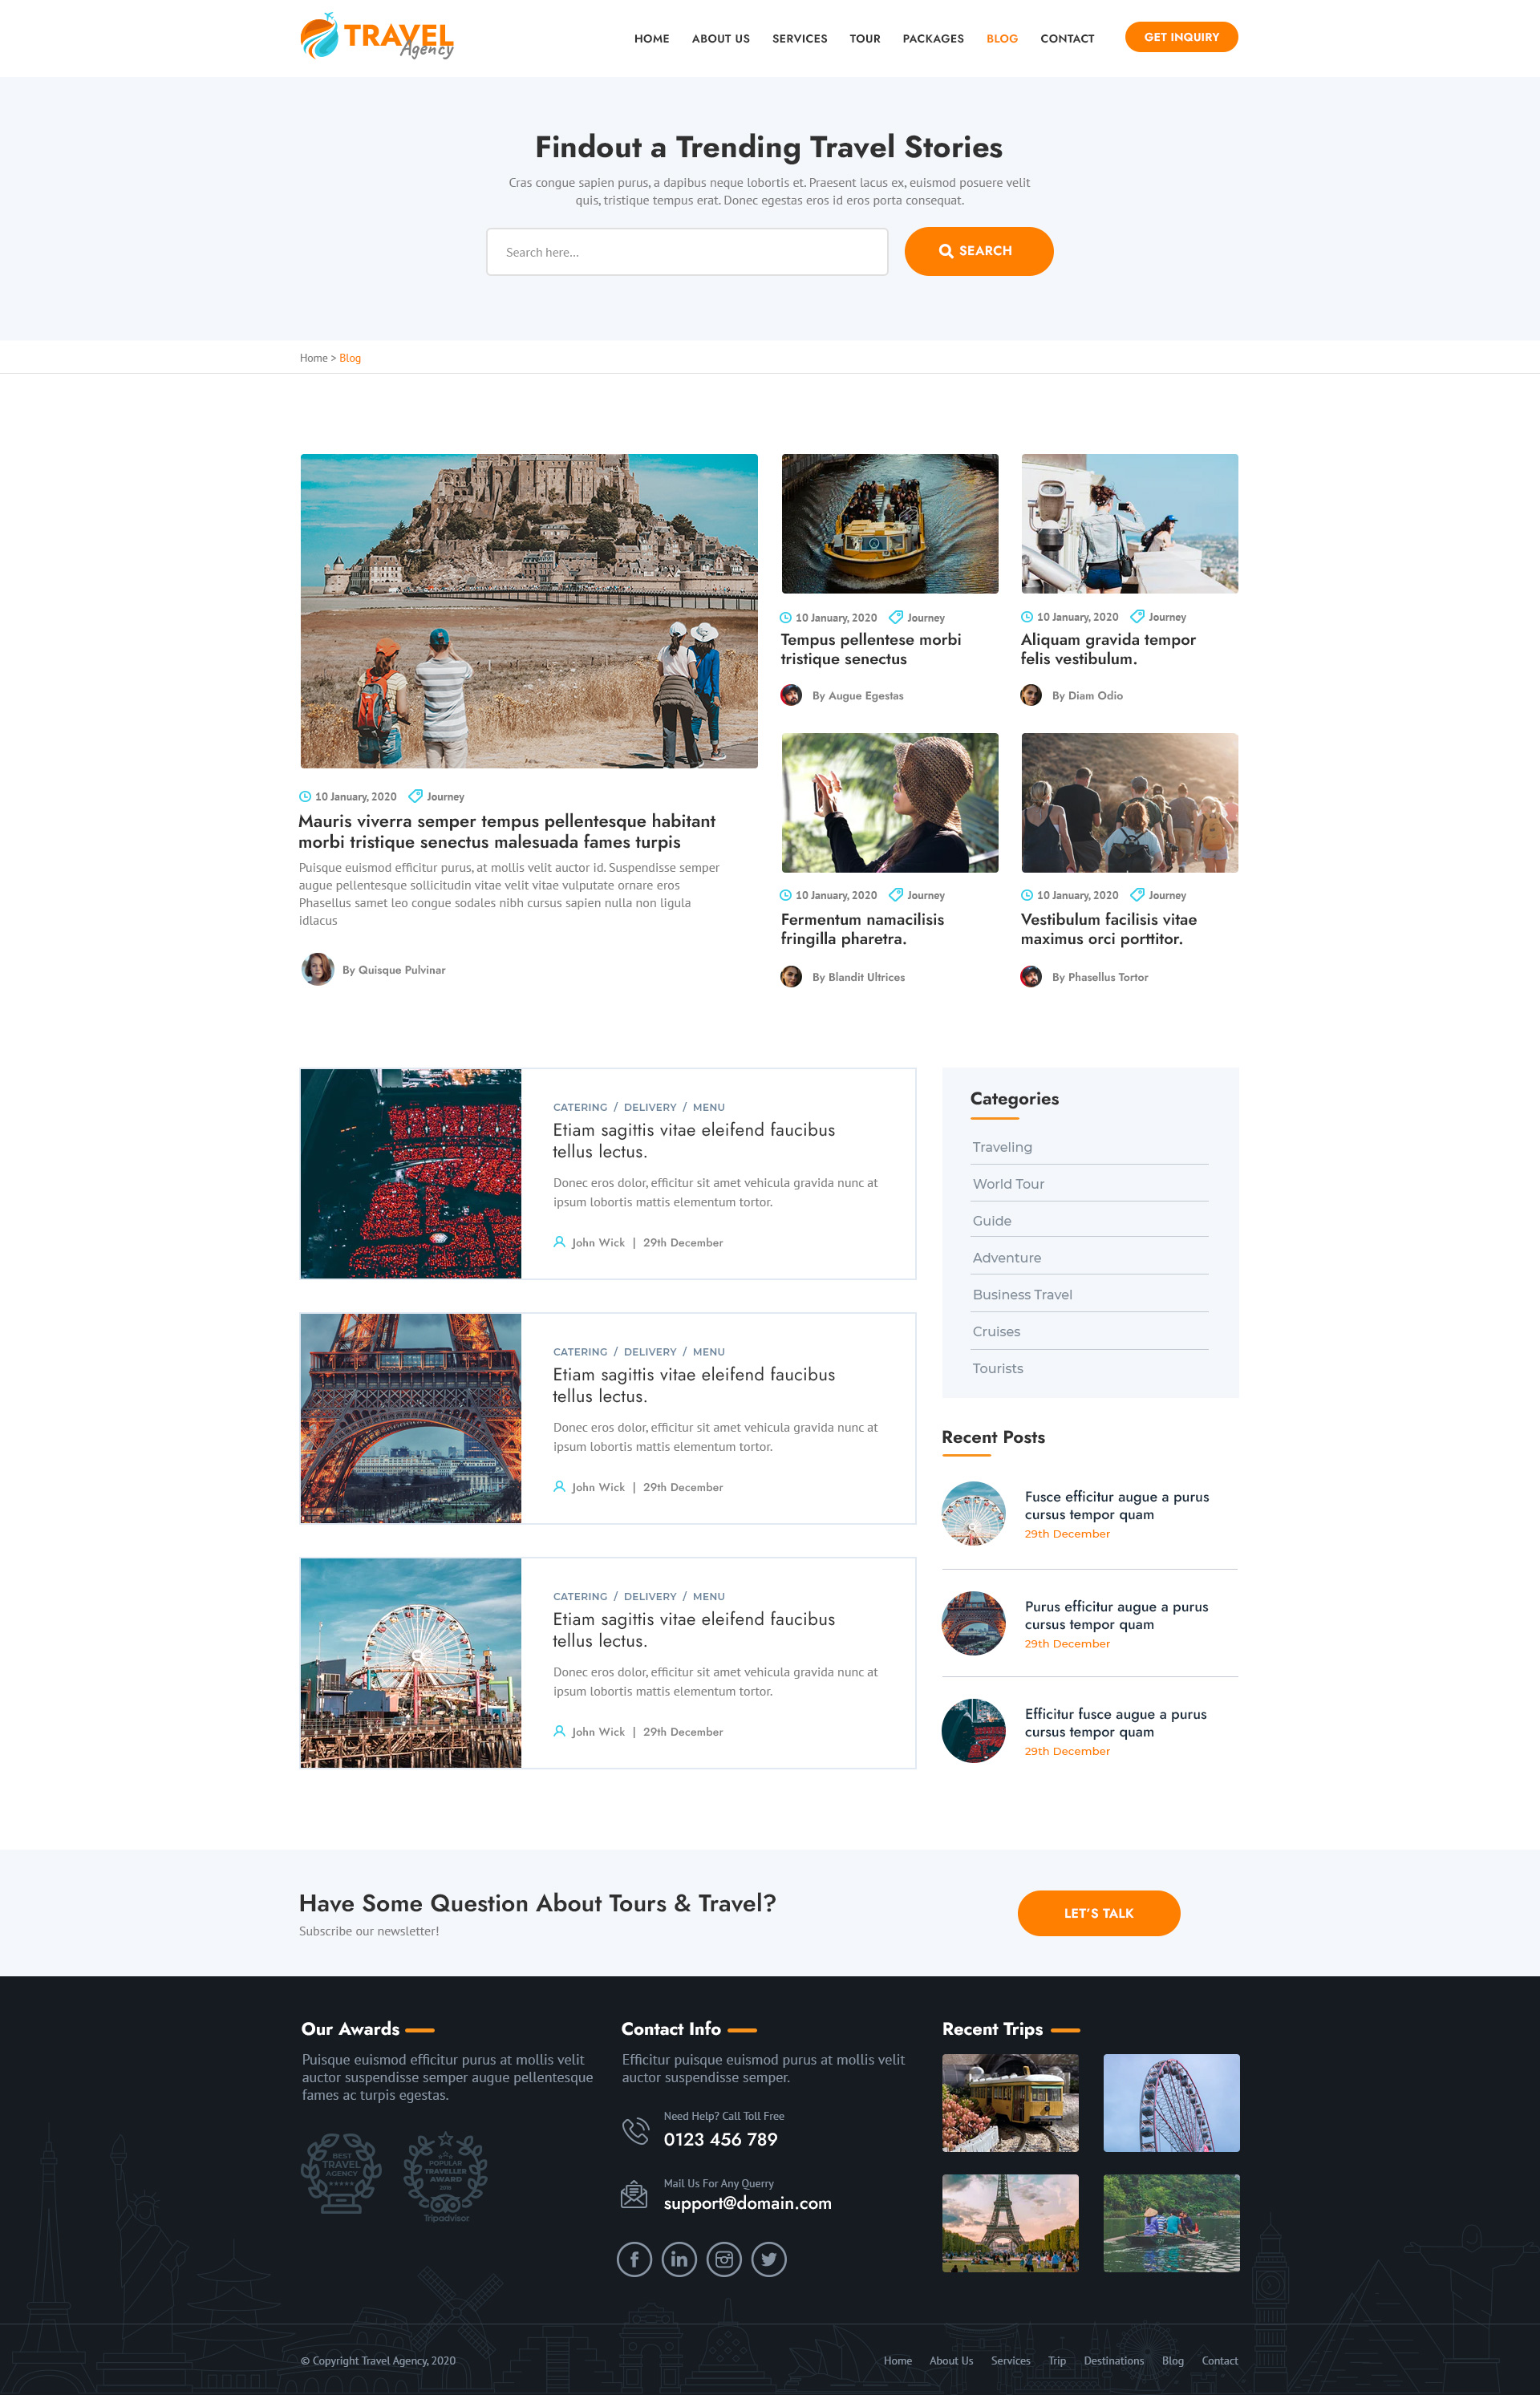 TRAVEL
Agency
HOME ABOUT US SERVICES TOUR PACKAGES BLOG CONTACT
GET INQUIRY
Findout a Trending Travel Stories
Cras congue sapien purus, a dapibus neque lobortis et. Praesent lacus ex, euismod posuere velit
quis, tristique tempus erat. Donec egestas eros id eros porta consequat.
Search here...
SEARCH
Home > Blog
10 January, 2020 Journey
Mauris viverra semper tempus pellentesque habitant
morbi tristique senectus malesuada fames turpis
Puisque euismod efficitur purus, at mollis velit auctor id. Suspendisse semper
augue pellentesque sollicitudin vitae velit vitae vulputate ornare eros
Phasellus samet leo congue sodales nibh cursus sapien nulla non ligula
idlacus
By Quisque Pulvinar
10 January, 2020 Journey
Tempus pellentese morbi
tristique senectus
By Augue Egestas
10 January, 2020 Journey
Aliquam gravida tempor
felis vestibulum.
By Diam Odio
10 January, 2020 Journey
Fermentum namacilisis
fringilla pharetra.
By Blandit Ultrices
10 January, 2020 Journey
Vestibulum facilisis vitae
maximus orci porttitor.
By Phasellus Tortor
CATERING / DELIVERY / MENU
Etiam sagittis vitae eleifend faucibus
tellus lectus.
Donec eros dolor, efficitur sit amet vehicula gravida nunc at
ipsum lobortis mattis elementum tortor.
John Wick | 29th December
CATERING / DELIVERY / MENU
Etiam sagittis vitae eleifend faucibus
tellus lectus.
Donec eros dolor, efficitur sit amet vehicula gravida nunc at
ipsum lobortis mattis elementum tortor.
John Wick | 29th December
CATERING / DELIVERY / MENU
Etiam sagittis vitae eleifend faucibus
tellus lectus.
Donec eros dolor, efficitur sit amet vehicula gravida nunc at
ipsum lobortis mattis elementum tortor.
John Wick | 29th December
Categories
Traveling
World Tour
Guide
Adventure
Business Travel
Cruises
Tourists
Recent Posts
Fusce efficitur augue a purus
cursus tempor quam
29th December
Purus efficitur augue a purus
cursus tempor quam
29th December
Efficitur fusce augue a purus
cursus tempor quam
29th December
Have Some Question About Tours & Travel?
Subscribe our newsletter!
LET'S TALK
Our Awards
Puisque euismod efficitur purus at mollis velit
auctor suspendisse semper augue pellentesque
fames ac turpis egestas.
BEST
TRAVEL
AGENCY
POPULAR
TRAVELLER
AWARD
Tripadvisor
Contact Info
Efficitur puisque euismod purus at mollis velit
auctor suspendisse semper.
Need Help? Call Toll Free
0123 456 789
Mail Us For Any Querry
support@domain.com
Recent Trips
© Copyright Travel Agency, 2020
Home About Us Services Trip Destinations Blog Contact